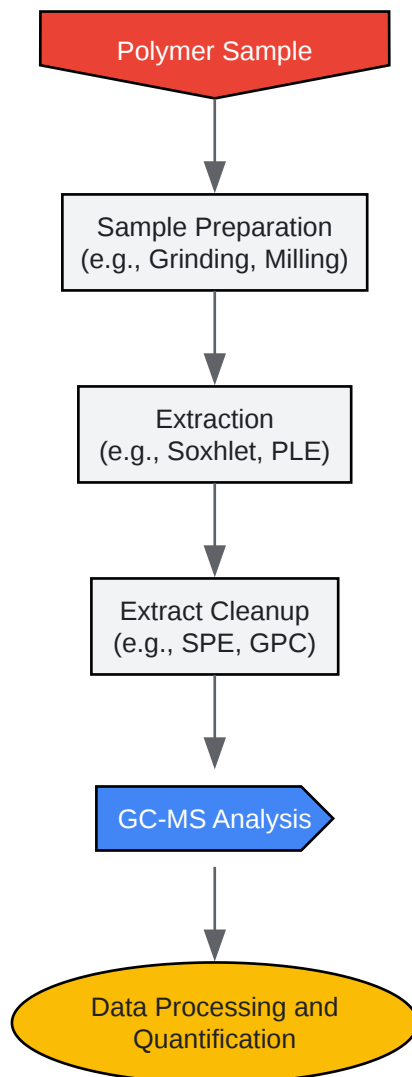 Polymer Sample
Sample Preparation
(e.g., Grinding, Milling)
Extraction
(e.g., Soxhlet, PLE)
Extract Cleanup
(e.g., SPE, GPC)
GC-MS Analysis
Data Processing and
Quantification